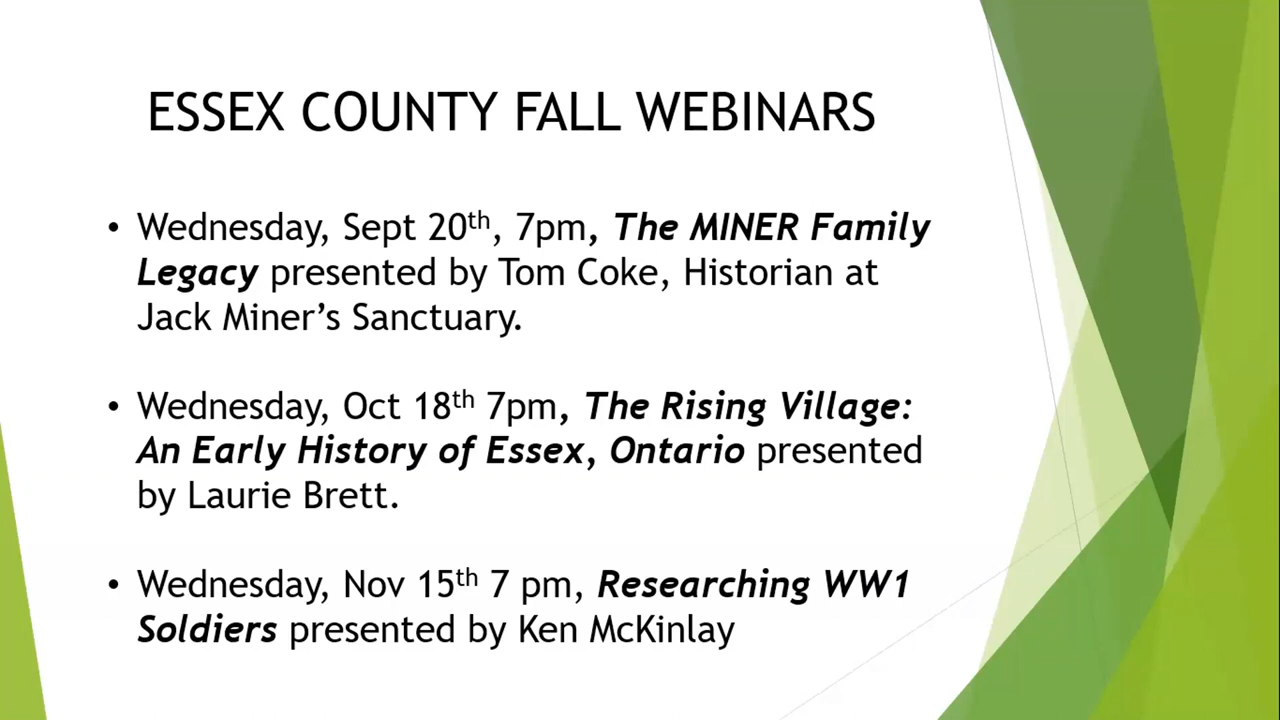 ESSEX COUNTY FALL WEBINARS
• Wednesday, Sept 20th, 7pm, The MINER Family
Legacy presented by Tom Coke, Historian at
Jack Miner’s Sanctuary.
• Wednesday, Oct 18th 7pm, The Rising Village:
An Early History of Essex, Ontario presented
by Laurie Brett.
• Wednesday, Nov 15th 7 pm, Researching WW1
Soldiers presented by Ken McKinlay